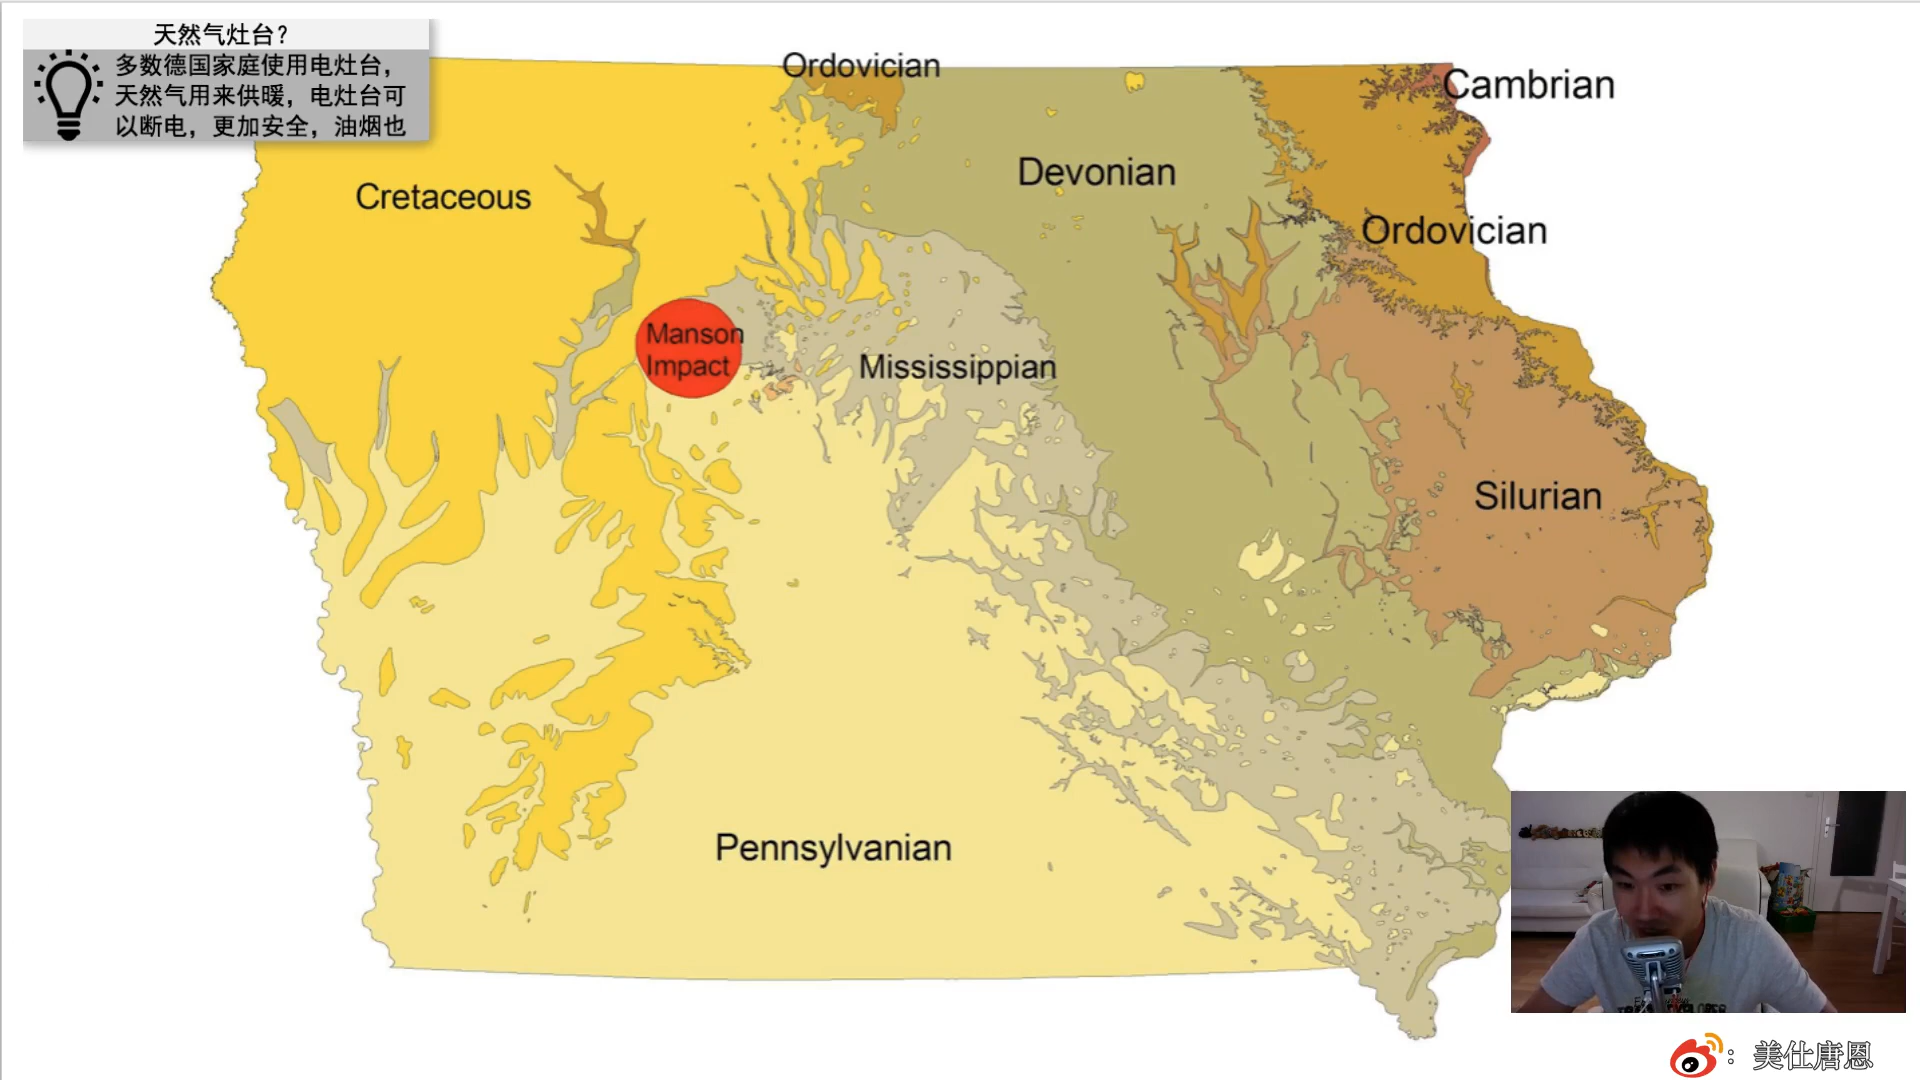 天然气灶台？
多数德国家庭使用电灶台，
天然气用来供暖，电灶台可
以断电，更加安全，油烟也
Ordovician
Cambrian
Devonian
Cretaceous
Ordovician
Manson
Impact
Mississippian
Silurian
Pennsylvanian
：美仕唐恩